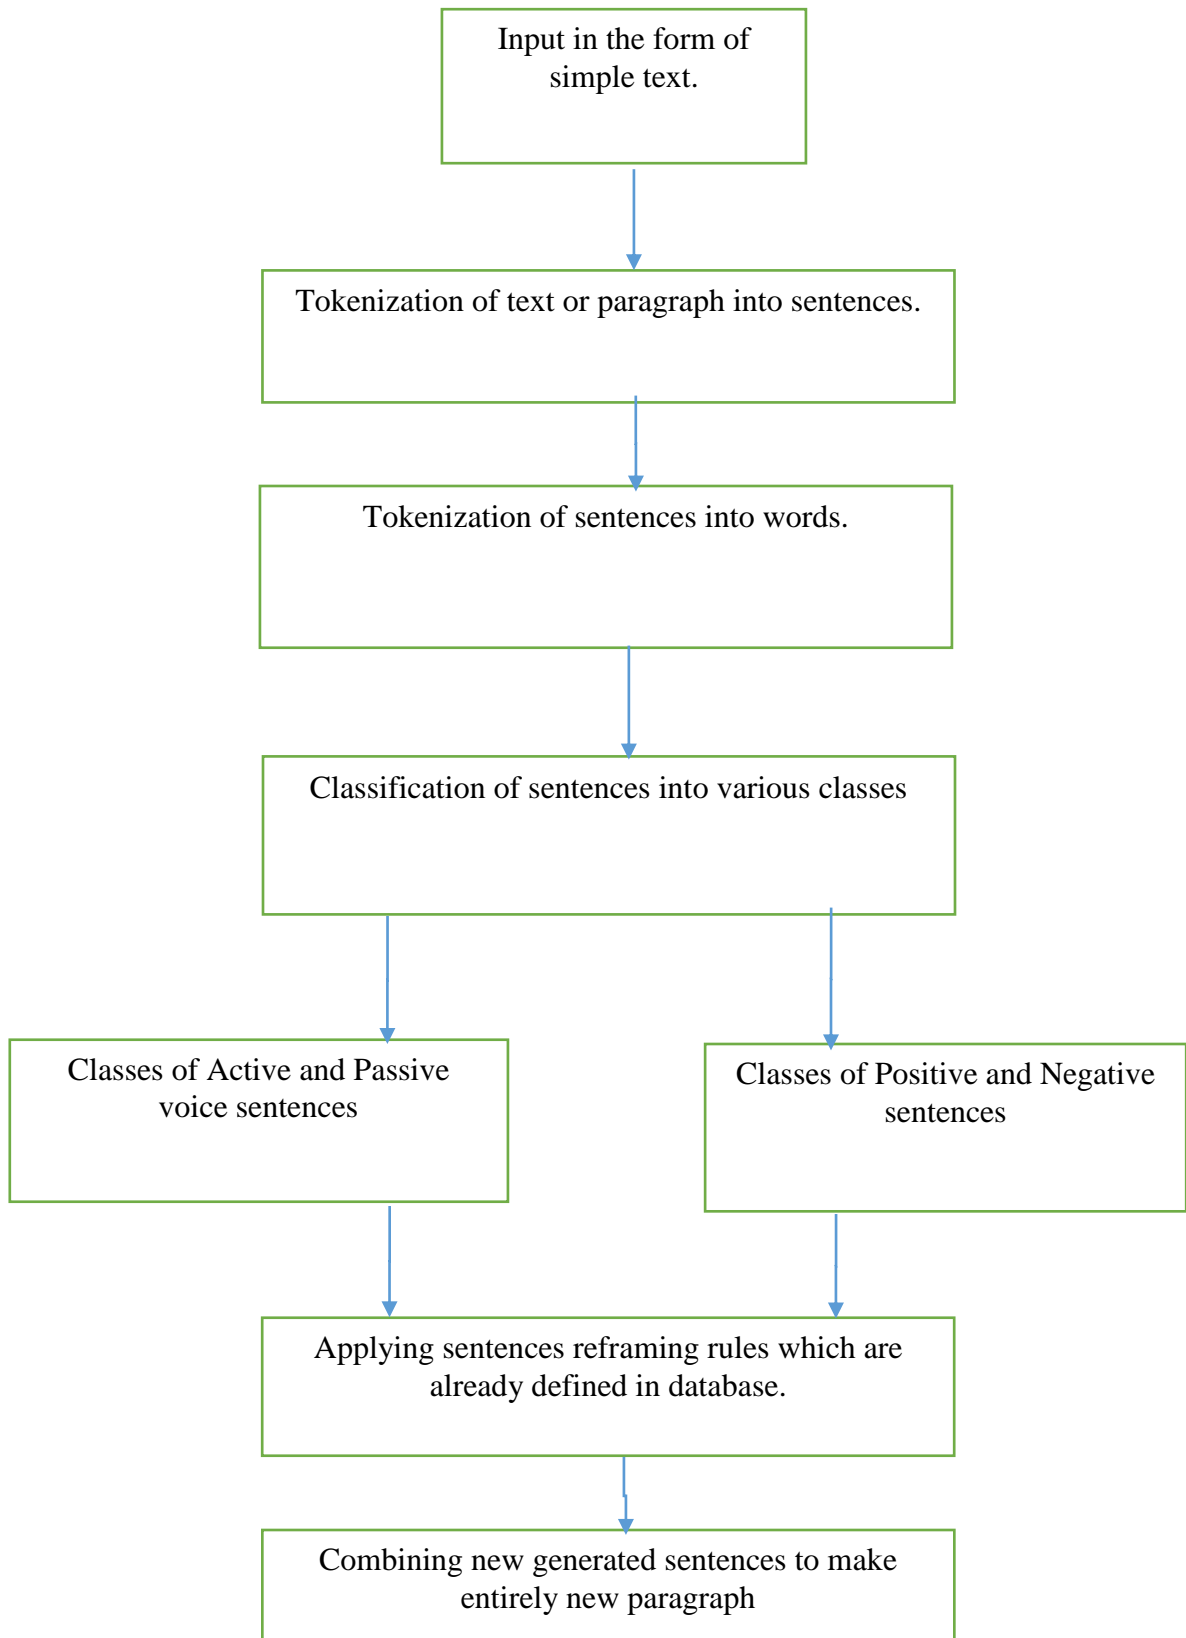 Input in the form of
simple text.
Tokenization of text or paragraph into sentences.
Tokenization of sentences into words.
Classification of sentences into various classes
Classes of Active and Passive
voice sentences
Classes of Positive and Negative
sentences
Applying sentences reframing rules which are
already defined in database.
Combining new generated sentences to make
entirely new paragraph